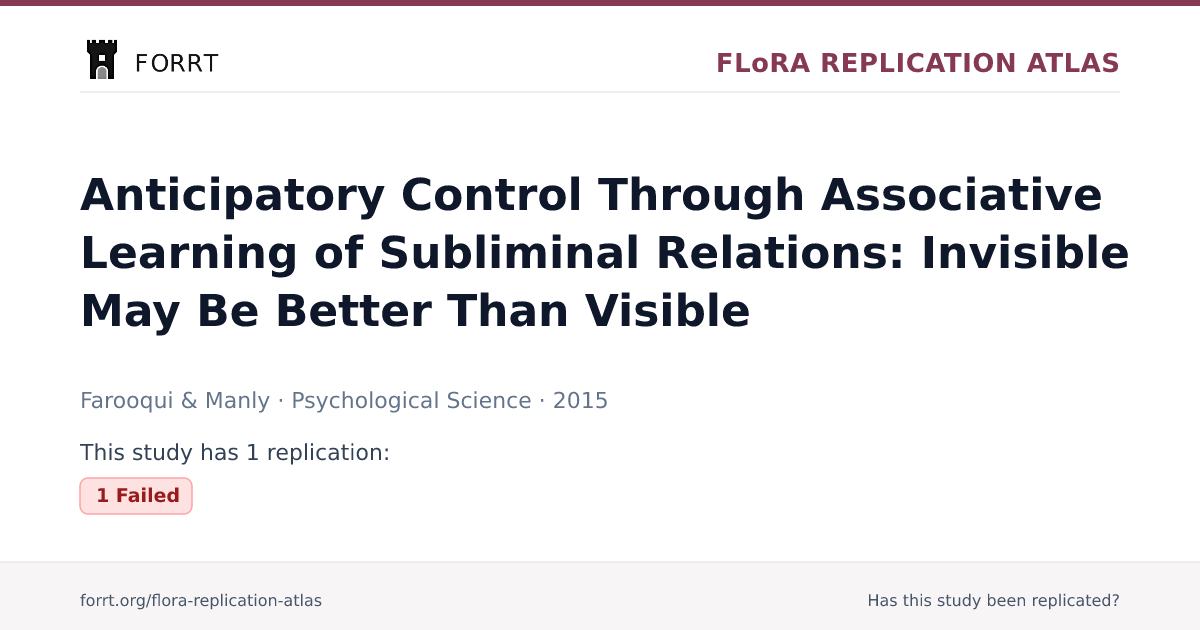 FORRT
FLoRA REPLICATION ATLAS
Anticipatory Control Through Associative
Learning of Subliminal Relations: Invisible
May Be Better Than Visible
Farooqui & Manly · Psychological Science · 2015
This study has 1 replication:
1 Failed
forrt.org/flora-replication-atlas
Has this study been replicated?